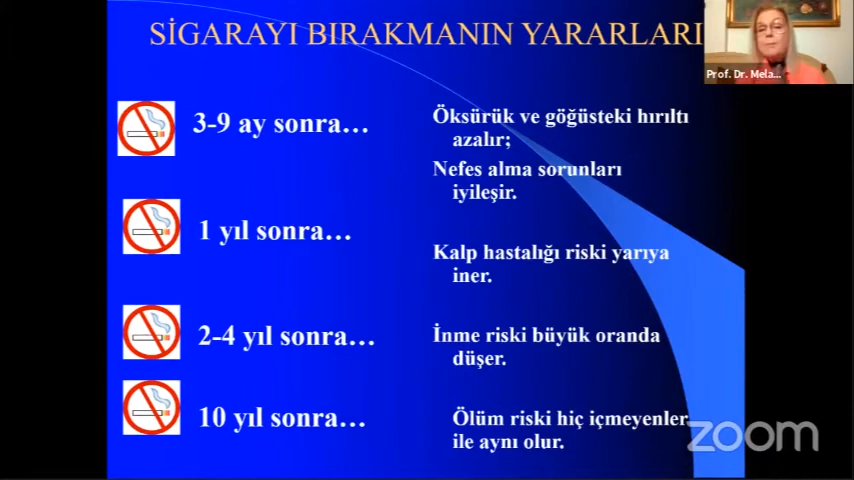 SİGARAYI BIRAKMANIN YARARLARI
Prof. Dr. Mela...
3-9 ay sonra…
Öksürük ve göğüsteki hırıltı
azalır;
Nefes alma sorunları
iyileşir.
1 yıl sonra…
Kalp hastalığı riski yarıya
iner.
2-4 yıl sonra…
İnme riski büyük oranda
düşer.
10 yıl sonra…
Ölüm riski hiç içmeyenler
ile aynı olur.
zoom